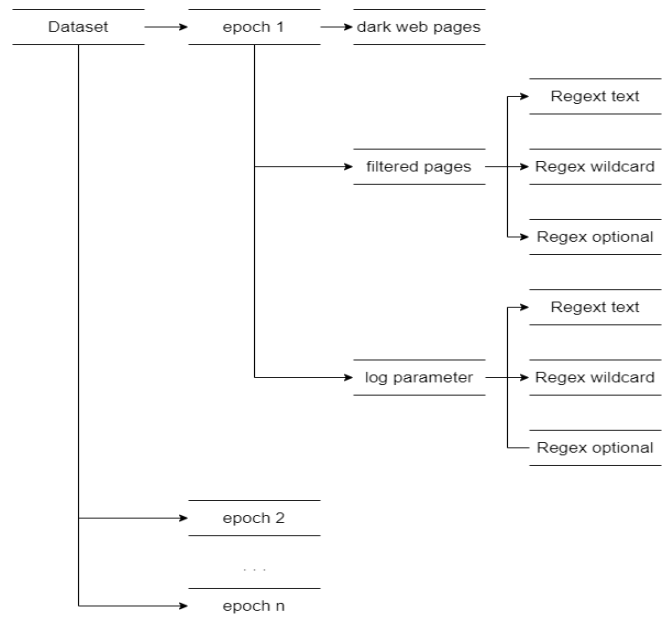 Dataset
epoch 1
dark web pages
Regext text
filtered pages
Regex wildcard
Regex optional
Regext text
log parameter
Regex wildcard
Regex optional
epoch 2
. . .
epoch n